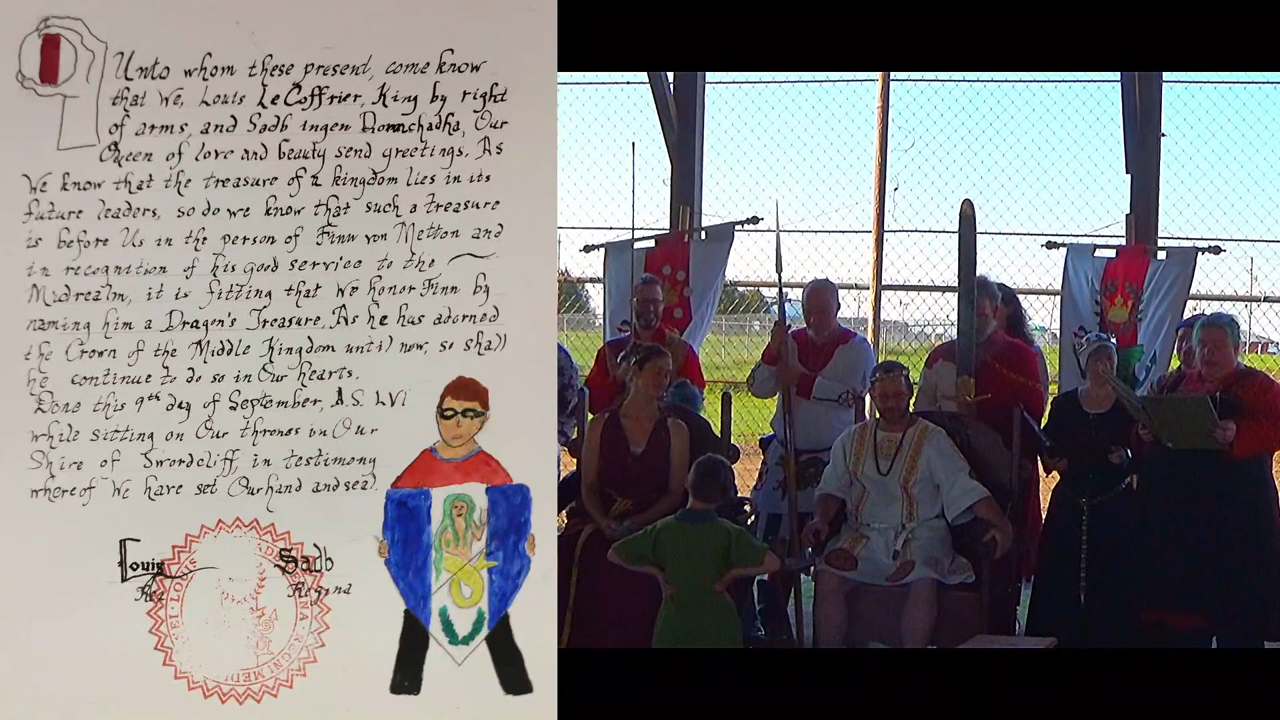 Unto whom these present, come know
that We, Louis Le Coffrier, King by right
of arms, and Sadb ingen Donnchadha, Our
Queen of love and beauty send greetings. As
We know that the treasure of a kingdom lies in its
future leaders, so do we know that such a treasure
is before Us in the person of Finn von Metton and
in recognition of his good service to the
Midrealm, it is fitting that We honor Finn by
naming him a Dragon's Treasure. As he has adorned
the Crown of the Middle Kingdom until now, so shall
he continue to do so in Our hearts.
Done this 9th day of September, A.S. LVI
while sitting on Our thrones in Our
Shire of Swordcliff, in testimony
whereof We have set Our hand and seal.
Louis Sadb
Rex Regina